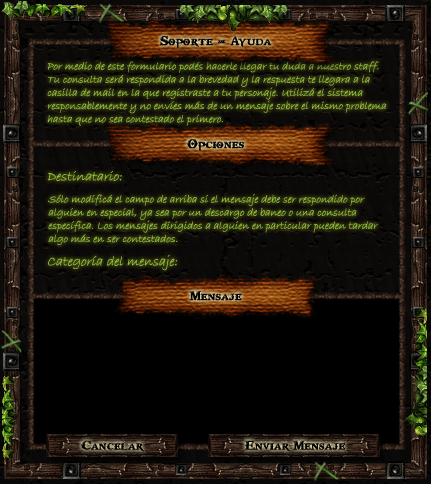 Soporte de Ayuda
Por medio de este formulario podés hacerle llegar tu duda a nuestro staff.
Tu consulta será respondida a la brevedad y la respuesta te llegara a la
casilla de mail en la que registraste a tu personaje. Utilizá el sistema
responsablemente y no envíes más de un mensaje sobre el mismo problema
hasta que no sea contestado el primero.
Opciones
Destinatario:
Sólo modificá el campo de arriba si el mensaje debe ser respondido por
alguien en especial, ya sea por un descargo de baneo o una consulta
específica. Los mensajes dirigidos a alguien en particular pueden tardar
algo más en ser contestados.
Categoría del mensaje:
Mensaje
Cancelar
Enviar Mensaje